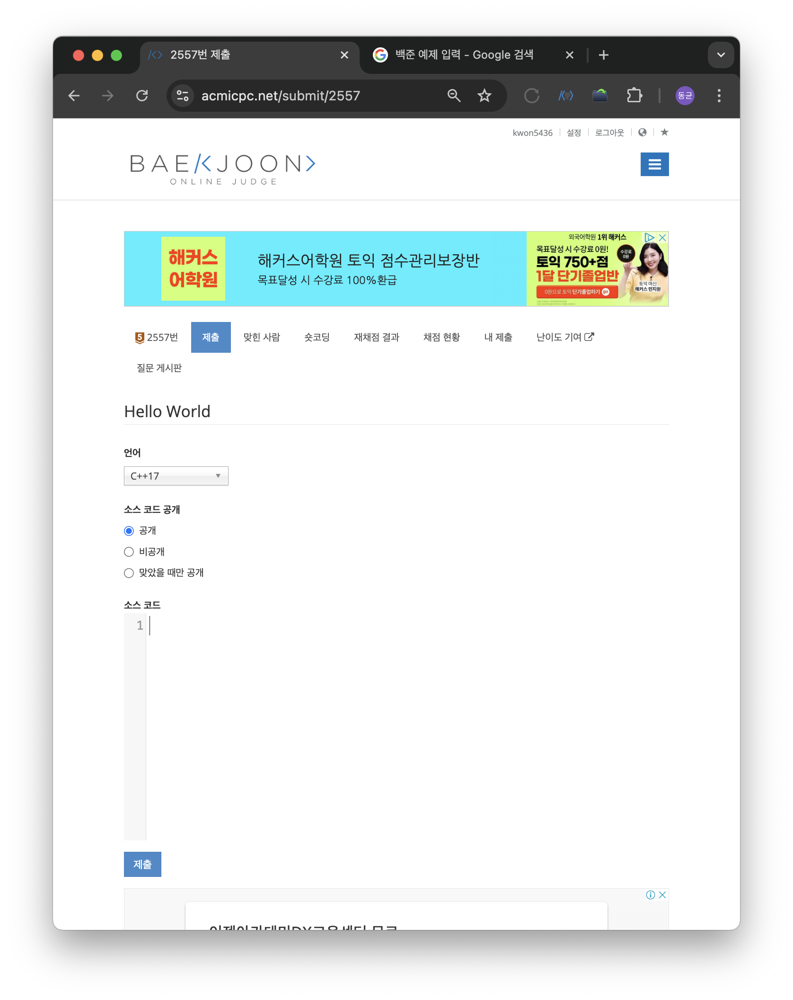 2557번 제출
백준 예제 입력 - Google 검색
acmicpc.net/submit/2557
동균
kwon5436 설정 로그아웃
BAEKJOON
ONLINE JUDGE
해커스
어학원
해커스어학원 토익 점수관리보장반
목표달성 시 수강료 100%환급
외국어학원 1위 해커스
목표달성 시 수강료 0원!
수강료
0원
토익 750+점
1달 단기졸업반
토익 여신
해커스 민지원
0원으로 토익 단기졸업하기 go
5 2557번 제출 맞힌 사람 숏코딩 재채점 결과 채점 현황 내 제출 난이도 기여
질문 게시판
Hello World
언어
C++17
소스 코드 공개
공개
비공개
맞았을 때만 공개
소스 코드
1
제출